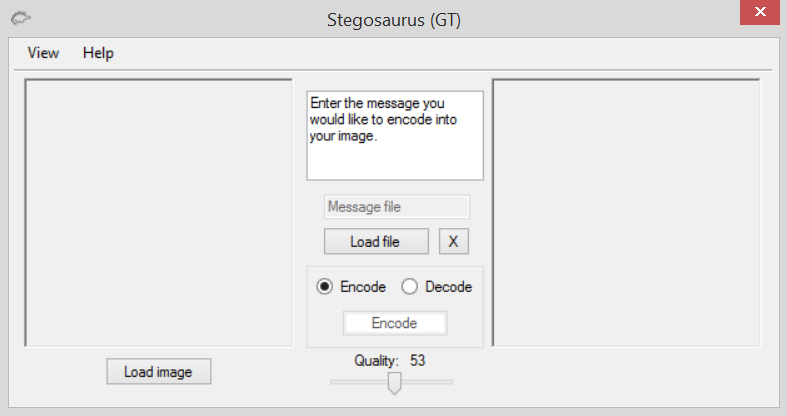 Stegosaurus (GT)
View Help
Enter the message you
would like to encode into
your image.
Message file
Load file X
Encode Decode
Encode
Quality: 53
Load image